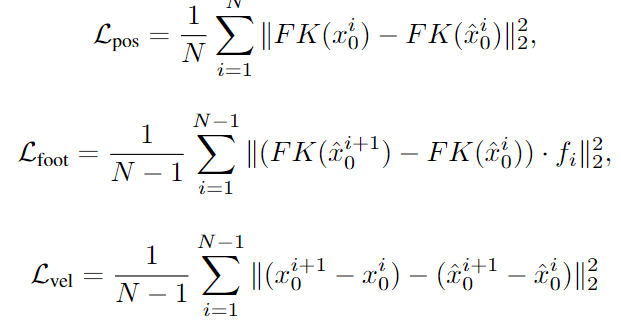 \mathcal{L}_{\text{pos}} = \frac{1}{N} \sum_{i=1}^{N} \| FK(x_0^i) - FK(\hat{x}_0^i) \|_2^2,
\mathcal{L}_{\text{foot}} = \frac{1}{N-1} \sum_{i=1}^{N-1} \| (FK(\hat{x}_0^{i+1}) - FK(\hat{x}_0^i)) \cdot f_i \|_2^2,
\mathcal{L}_{\text{vel}} = \frac{1}{N-1} \sum_{i=1}^{N-1} \| (x_0^{i+1} - x_0^i) - (\hat{x}_0^{i+1} - \hat{x}_0^i) \|_2^2